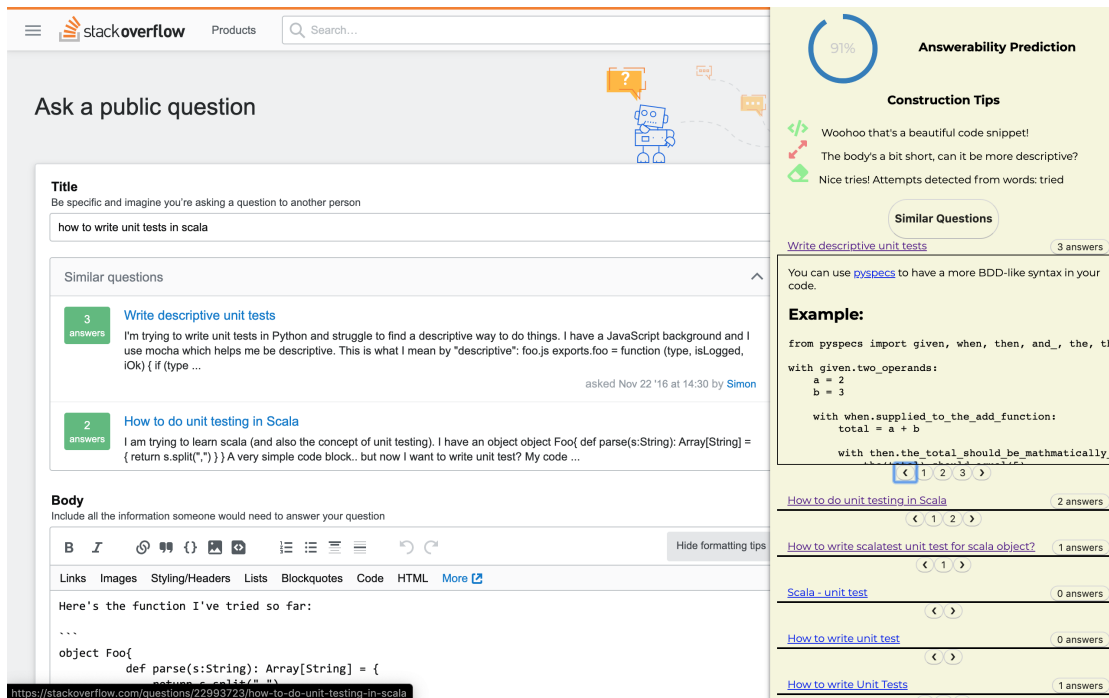 stackoverflow
Products
Search...
Ask a public question
Title
Be specific and imagine you're asking a question to another person
how to write unit tests in scala
Similar questions
3
answers
Write descriptive unit tests
I'm trying to write unit tests in Python and struggle to find a descriptive way to do things. I have a JavaScript background and I
use mocha which helps me be descriptive. This is what I mean by "descriptive": foo.js exports.foo = function (type, isLogged,
iOk) { if (type ...
asked Nov 22 '16 at 14:30 by Simon
2
answers
How to do unit testing in Scala
I am trying to learn scala (and also the concept of unit testing). I have an object object Foo{ def parse(s:String): Array[String] =
{ return s.split(",") } } A very simple code block.. but now I want to write unit test? My code ...
Body
Include all the information someone would need to answer your question
B I {}
Hide formatting tips
Links Images Styling/Headers Lists Blockquotes Code HTML More
Here's the function I've tried so far:
```
object Foo{
def parse(s:String): Array[String] = {
return s.split(",")
https://stackoverflow.com/questions/22993723/how-to-do-unit-testing-in-scala
91%
Answerability Prediction
Construction Tips
Woohoo that's a beautiful code snippet!
The body's a bit short, can it be more descriptive?
Nice tries! Attempts detected from words: tried
Similar Questions
Write descriptive unit tests 3 answers
You can use pyspecs to have a more BDD-like syntax in your
code.
Example:
from pyspecs import given, when, then, and_, the,
with given.two_operands:
a = 2
b = 3
with when.supplied_to_the_add_function:
total = a + b
with then.the_total_should_be_mathmatically_
‹ 1 2 3 ›
How to do unit testing in Scala 2 answers
‹ 1 2 ›
How to write scalatest unit test for scala object? 1 answers
‹ 1 ›
Scala - unit test 0 answers
‹ ›
How to write unit test 0 answers
‹ ›
How to write Unit Tests 1 answers